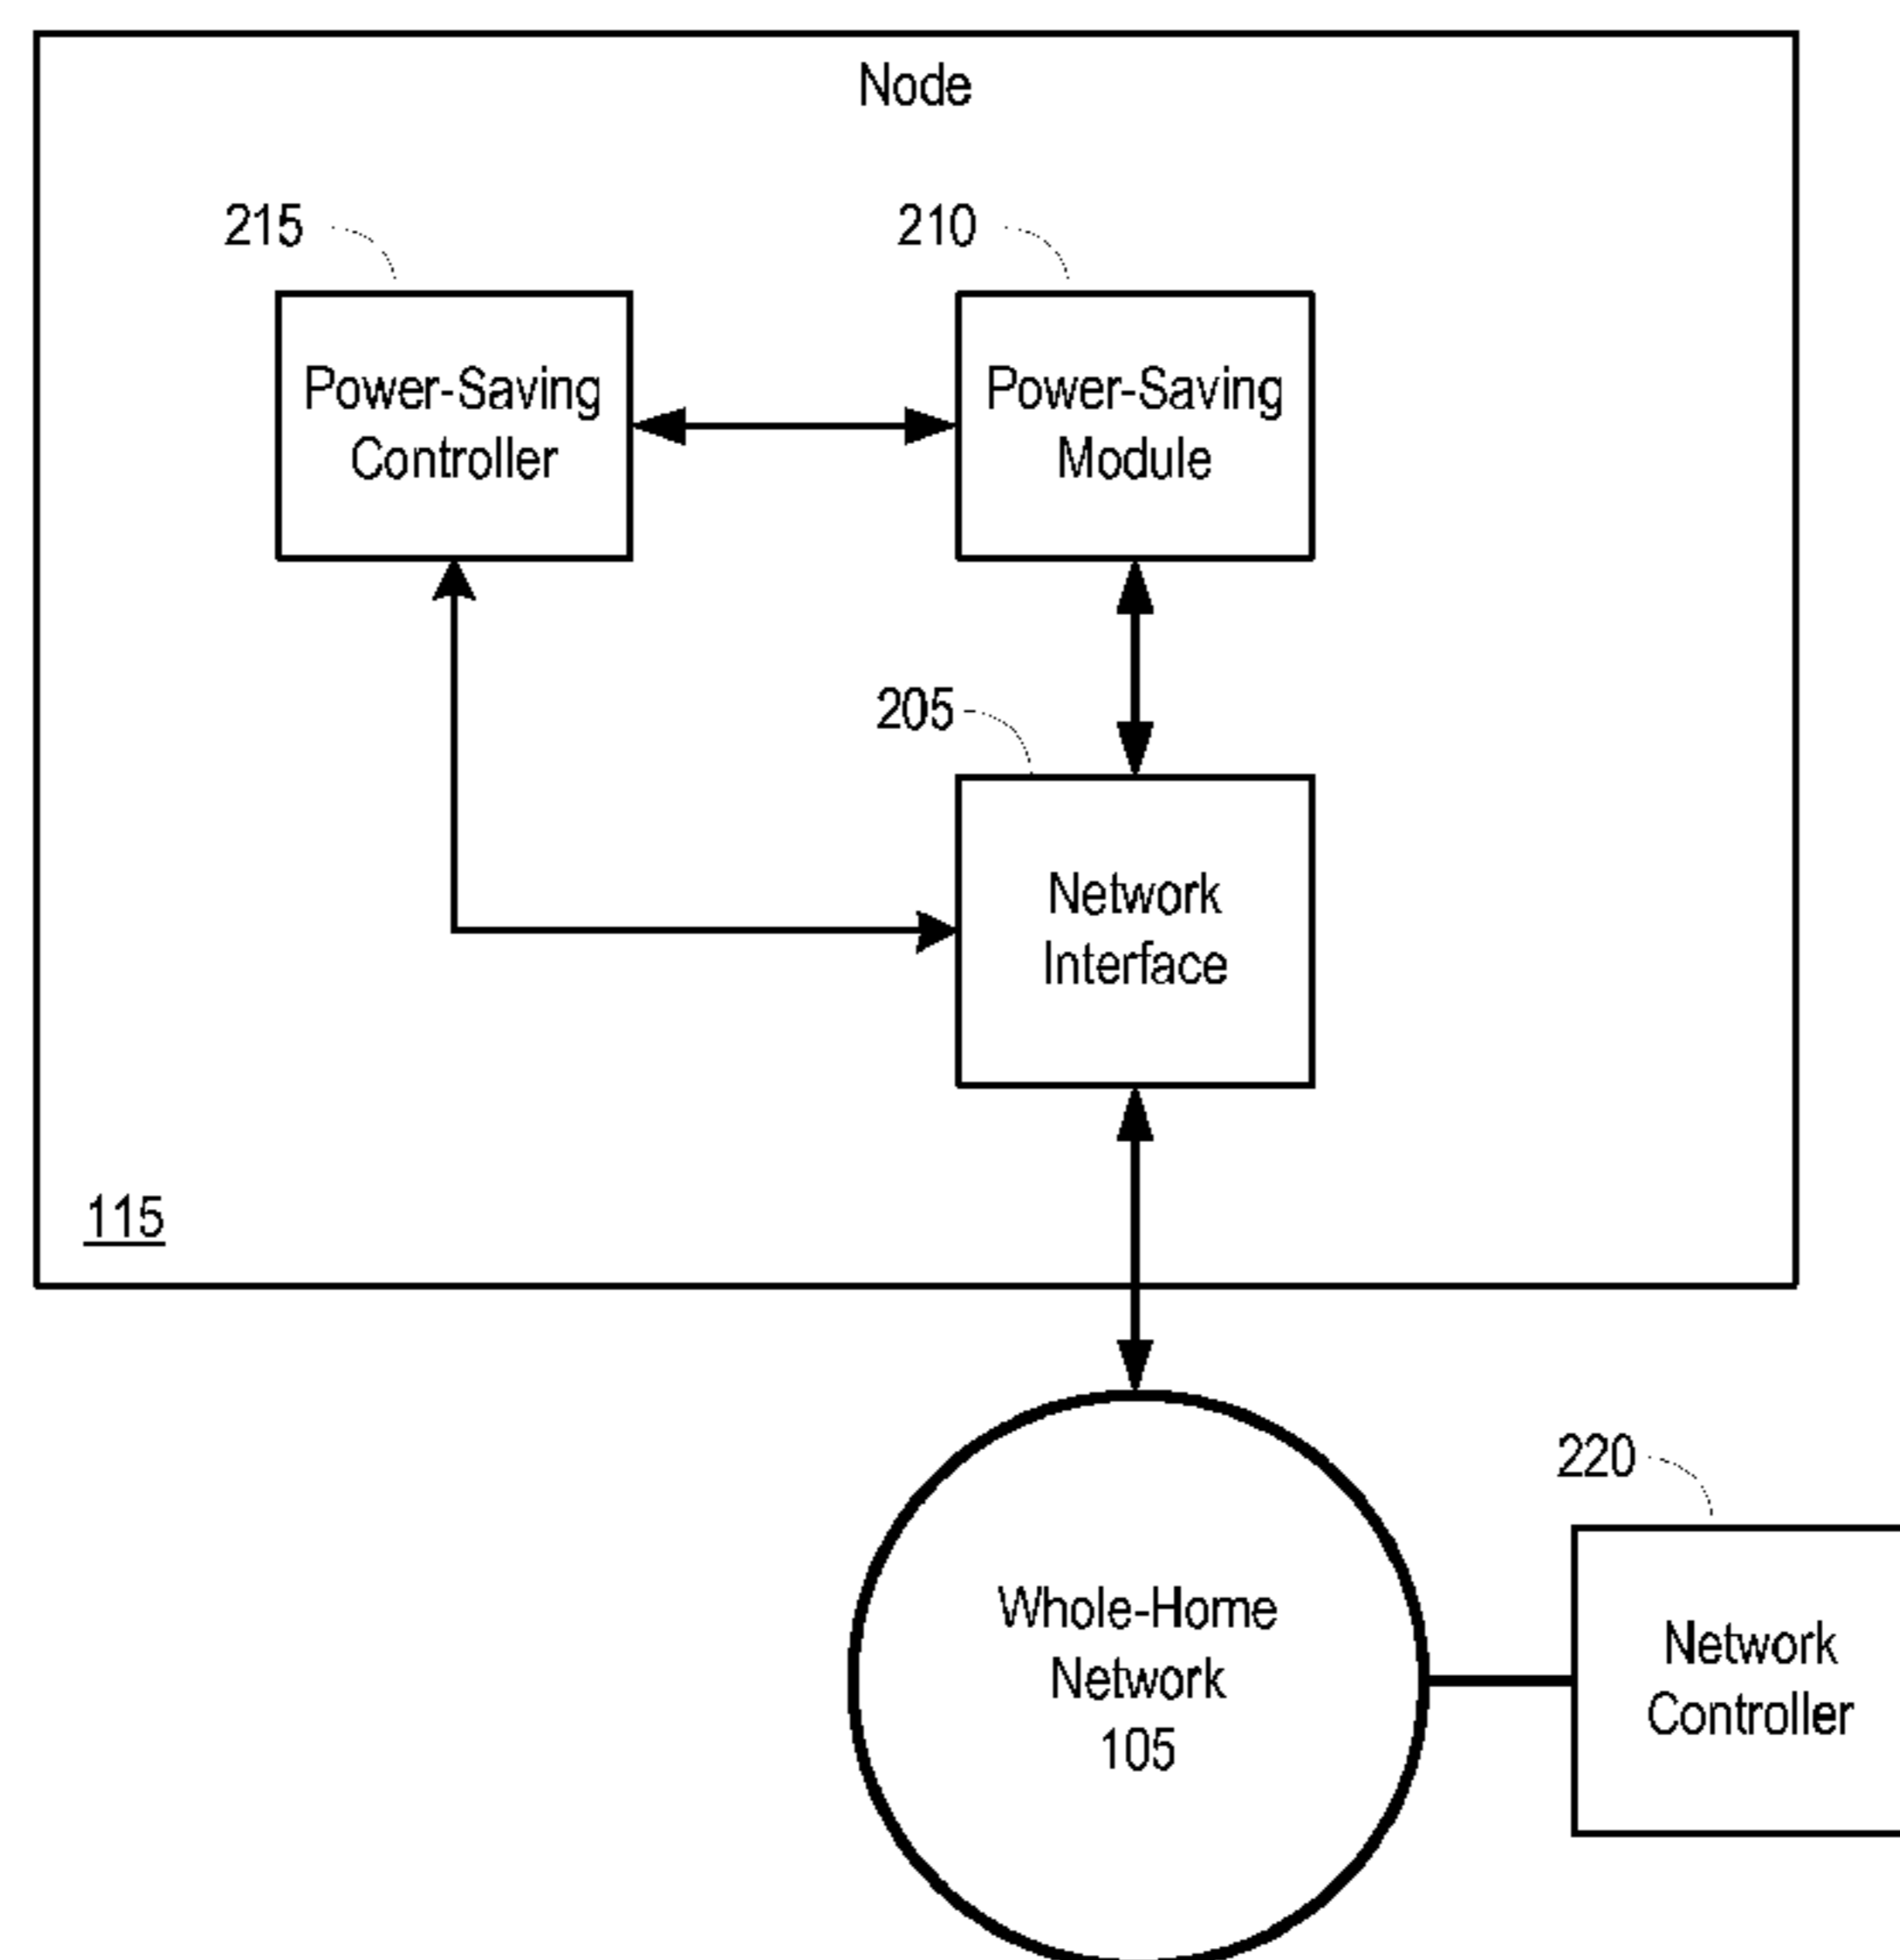 Node
215
210
Power-Saving
Controller
Power-Saving
Module
205
Network
Interface
115
220
Whole-Home
Network
105
Network
Controller